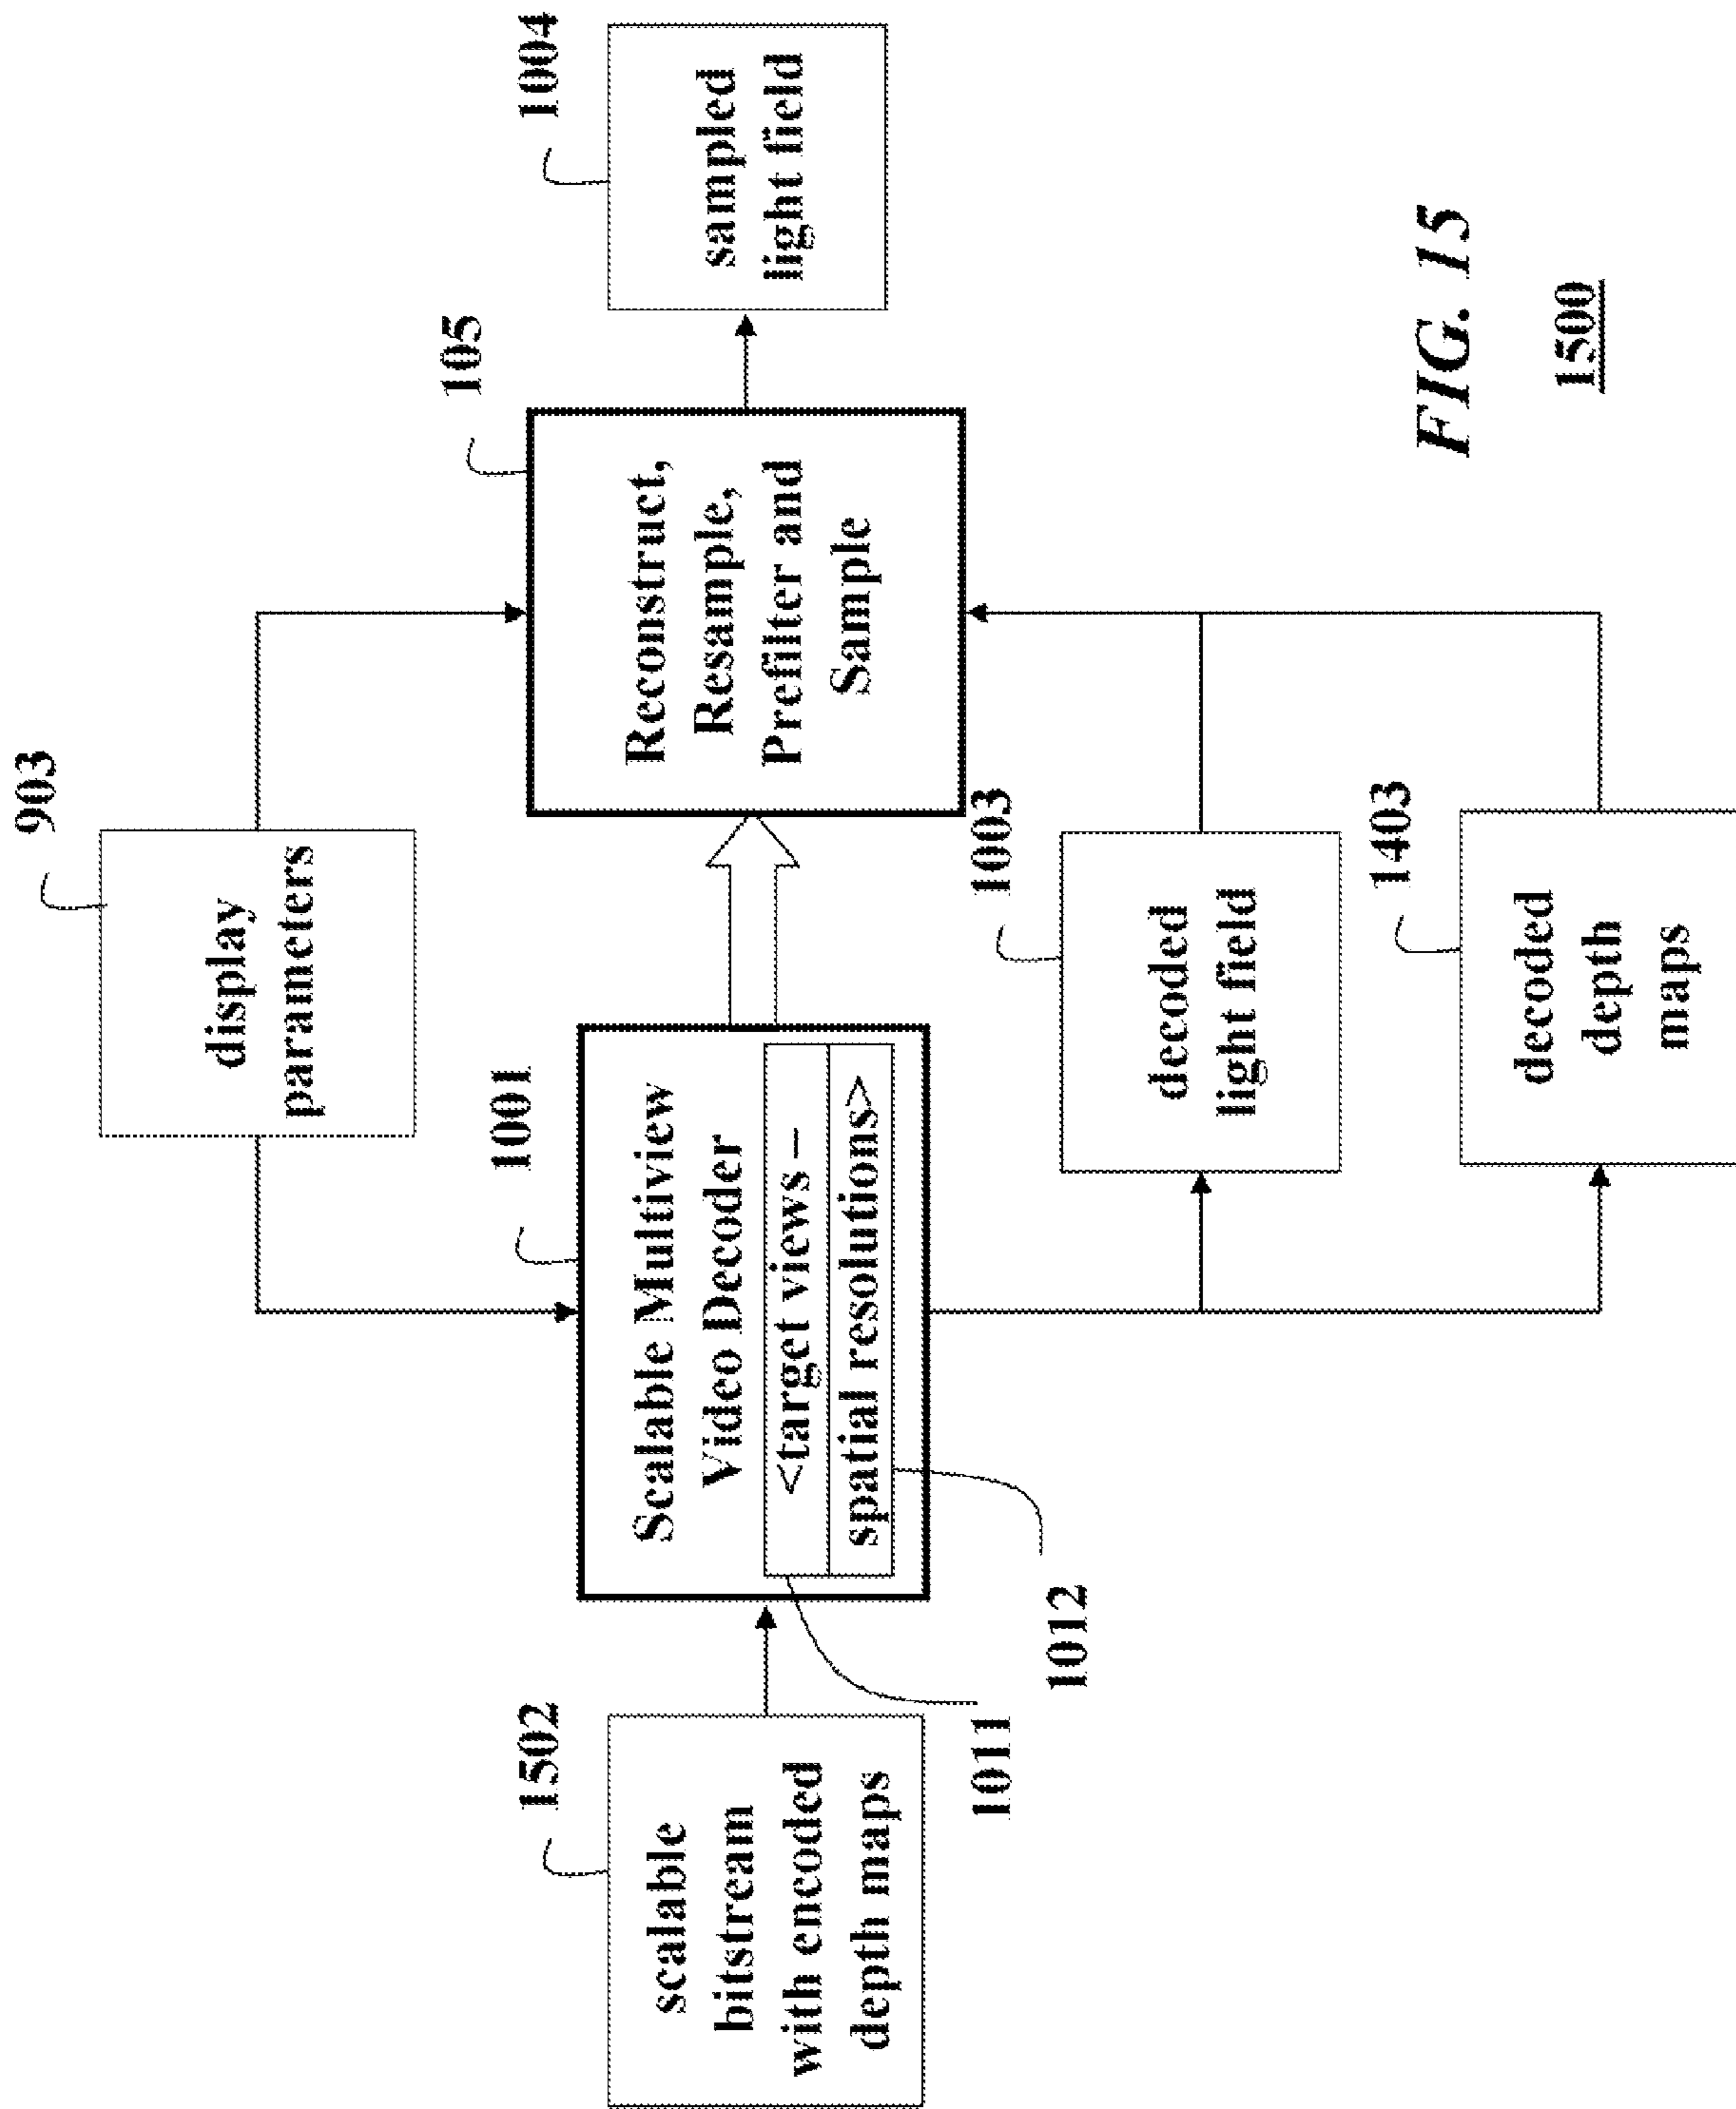 903
display
parameters
1502
scalable
bitstream
with encoded
depth maps
1001
Scalable Multiview
Video Decoder
<target views –
spatial resolutions>
1011
1012
105
Reconstruct,
Resample,
Prefilter and
Sample
1004
sampled
light field
1003
decoded
light field
1403
decoded
depth
maps
FIG. 15
1500